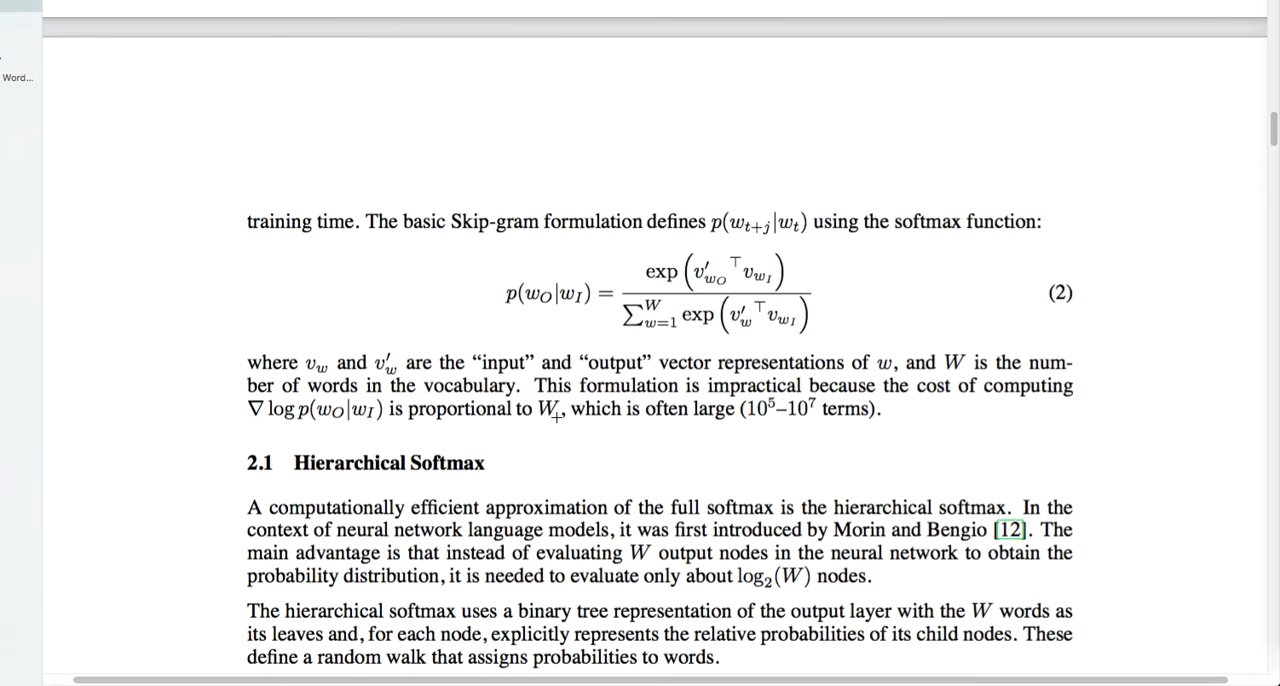 Word...
training time. The basic Skip-gram formulation defines p(w_{t+j}|w_t) using the softmax function:
p(w_O|w_I) = \frac{\exp\left({v'_{w_O}}^\top v_{w_I}\right)}{\sum_{w=1}^{W} \exp\left({v'_w}^\top v_{w_I}\right)} (2)
where v_w and v'_w are the “input” and “output” vector representations of w, and W is the num-
ber of words in the vocabulary. This formulation is impractical because the cost of computing
∇ log p(w_O|w_I) is proportional to W, which is often large (10^5–10^7 terms).
2.1 Hierarchical Softmax
A computationally efficient approximation of the full softmax is the hierarchical softmax. In the
context of neural network language models, it was first introduced by Morin and Bengio [12]. The
main advantage is that instead of evaluating W output nodes in the neural network to obtain the
probability distribution, it is needed to evaluate only about log_2(W) nodes.
The hierarchical softmax uses a binary tree representation of the output layer with the W words as
its leaves and, for each node, explicitly represents the relative probabilities of its child nodes. These
define a random walk that assigns probabilities to words.